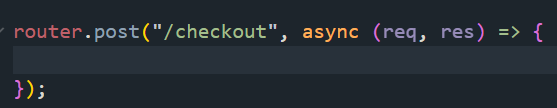 router.post("/checkout", async (req, res) => {
});